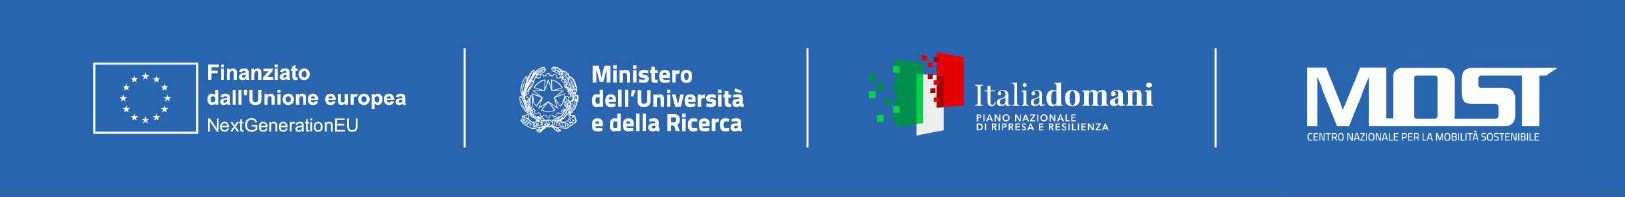 Finanziato
dall'Unione europea
NextGenerationEU
Ministero
dell'Università
e della Ricerca
Italiadomani
PIANO NAZIONALE
DI RIPRESA E RESILIENZA
MOST
CENTRO NAZIONALE PER LA MOBILITÀ SOSTENIBILE